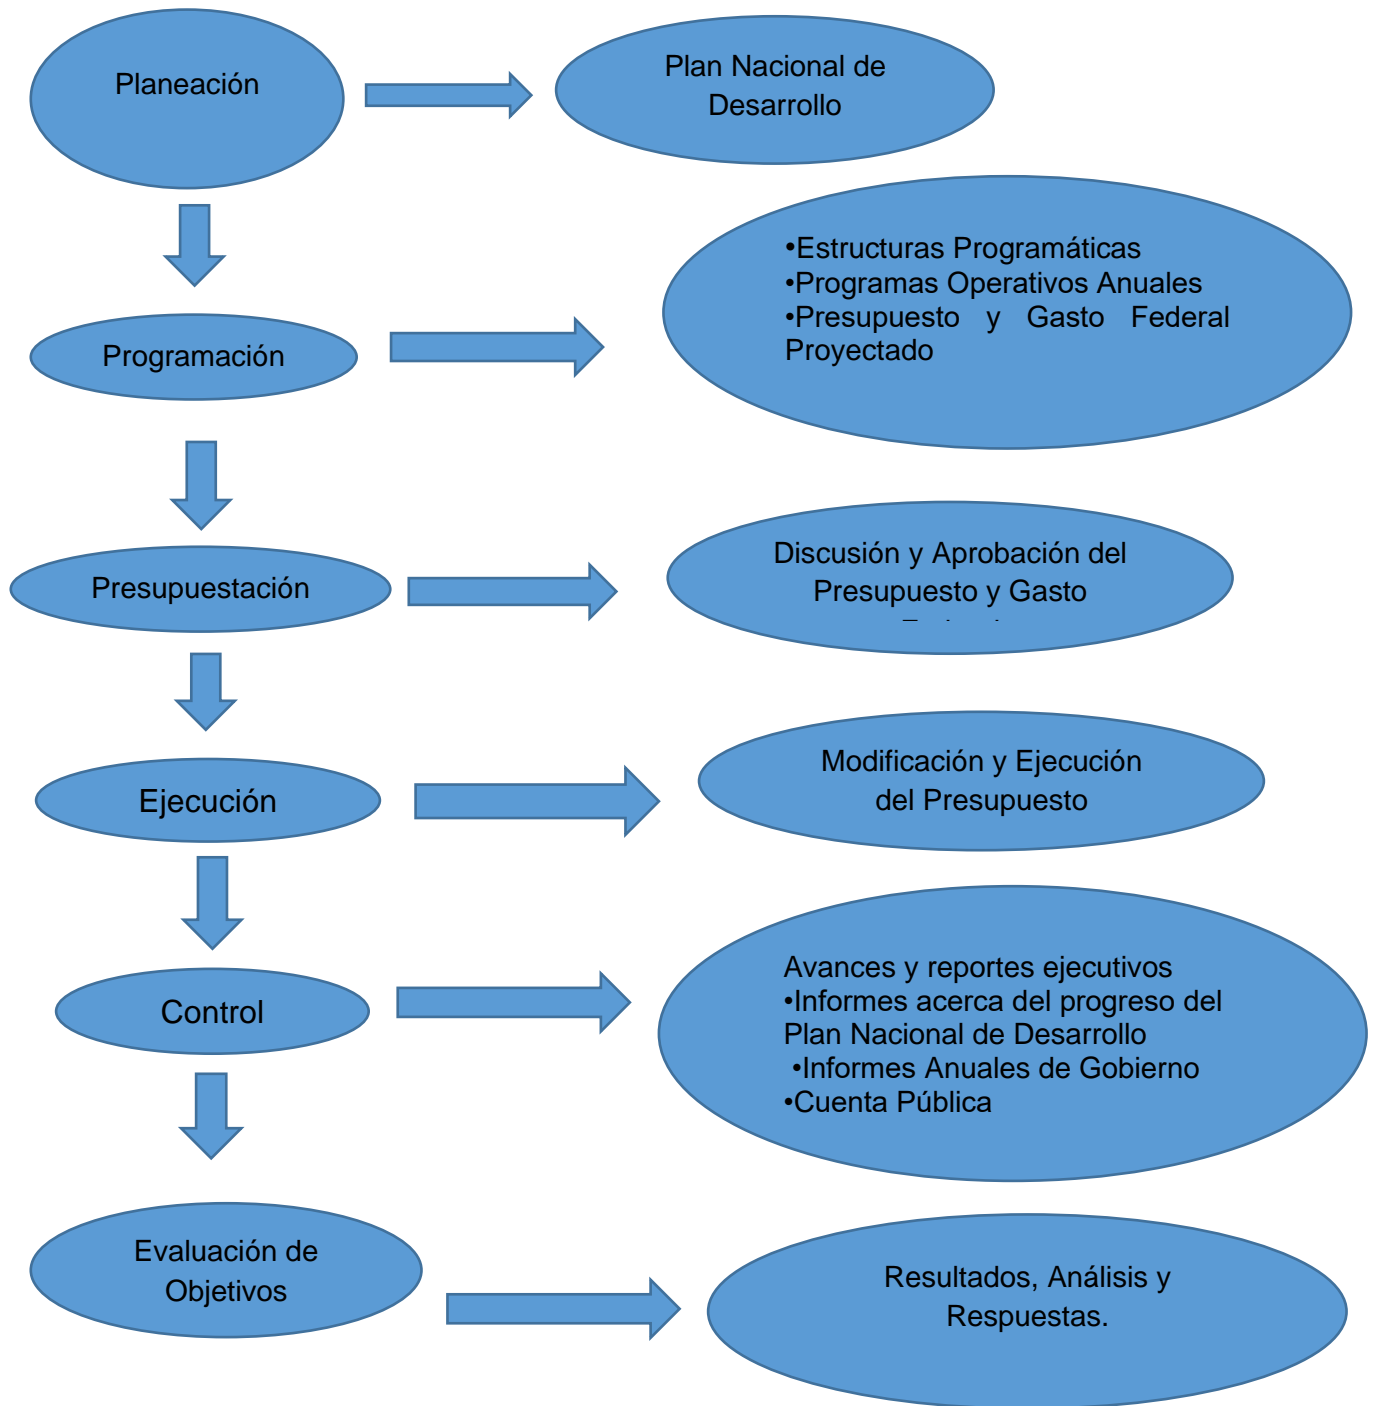 Planeación
Plan Nacional de
Desarrollo
•Estructuras Programáticas
•Programas Operativos Anuales
•Presupuesto y Gasto Federal
Proyectado
Programación
Discusión y Aprobación del
Presupuesto y Gasto
Presupuestación
Modificación y Ejecución
del Presupuesto
Ejecución
Avances y reportes ejecutivos
•Informes acerca del progreso del
Plan Nacional de Desarrollo
•Informes Anuales de Gobierno
•Cuenta Pública
Control
Evaluación de
Objetivos
Resultados, Análisis y
Respuestas.